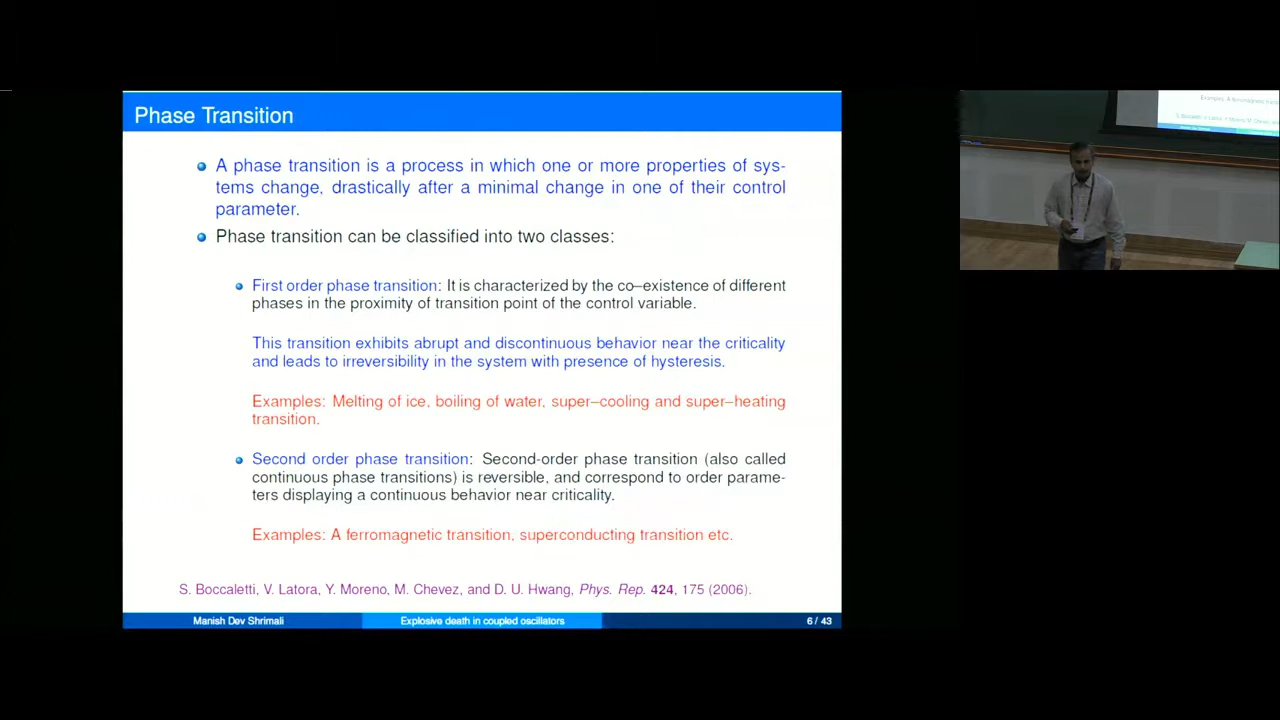 Phase Transition
A phase transition is a process in which one or more properties of sys-
tems change, drastically after a minimal change in one of their control
parameter.
Phase transition can be classified into two classes:
First order phase transition: It is characterized by the co–existence of different
phases in the proximity of transition point of the control variable.
This transition exhibits abrupt and discontinuous behavior near the criticality
and leads to irreversibility in the system with presence of hysteresis.
Examples: Melting of ice, boiling of water, super–cooling and super–heating
transition.
Second order phase transition: Second-order phase transition (also called
continuous phase transitions) is reversible, and correspond to order parame-
ters displaying a continuous behavior near criticality.
Examples: A ferromagnetic transition, superconducting transition etc.
S. Boccaletti, V. Latora, Y. Moreno, M. Chevez, and D. U. Hwang, Phys. Rep. 424, 175 (2006).
Manish Dev Shrimali
Explosive death in coupled oscillators
6 / 43